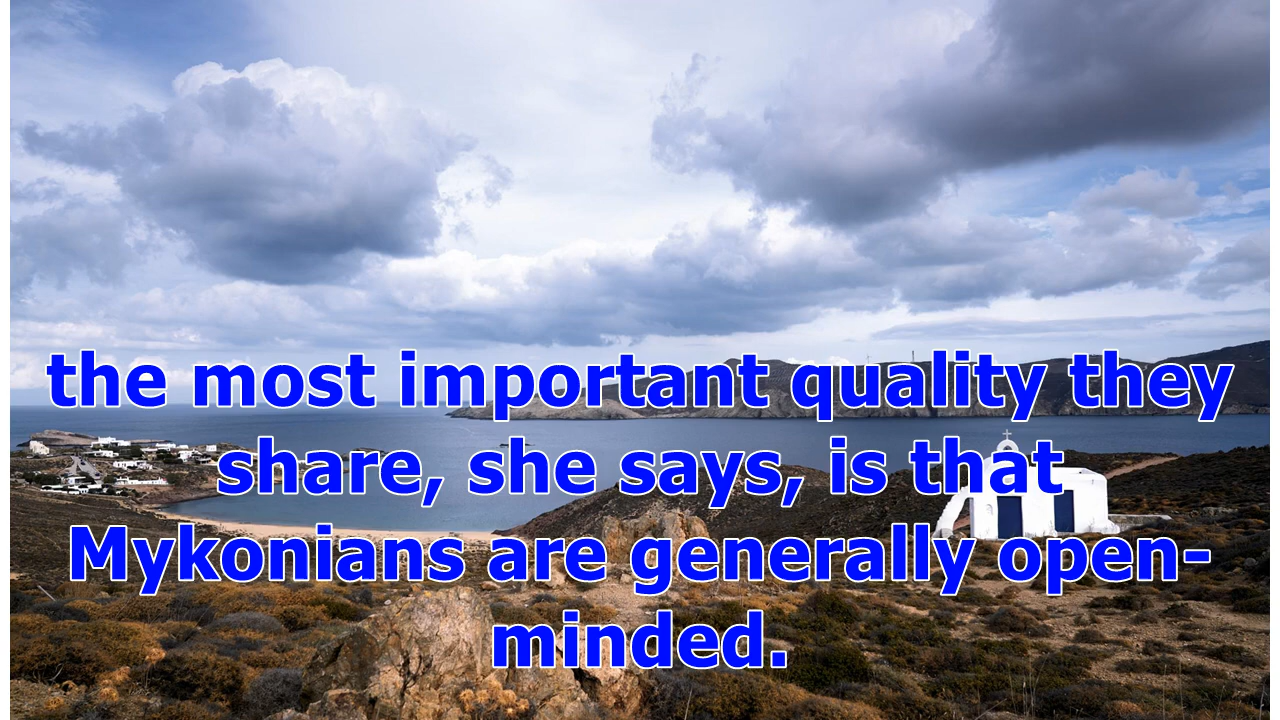 the most important quality they
share, she says, is that
Mykonians are generally open-
minded.